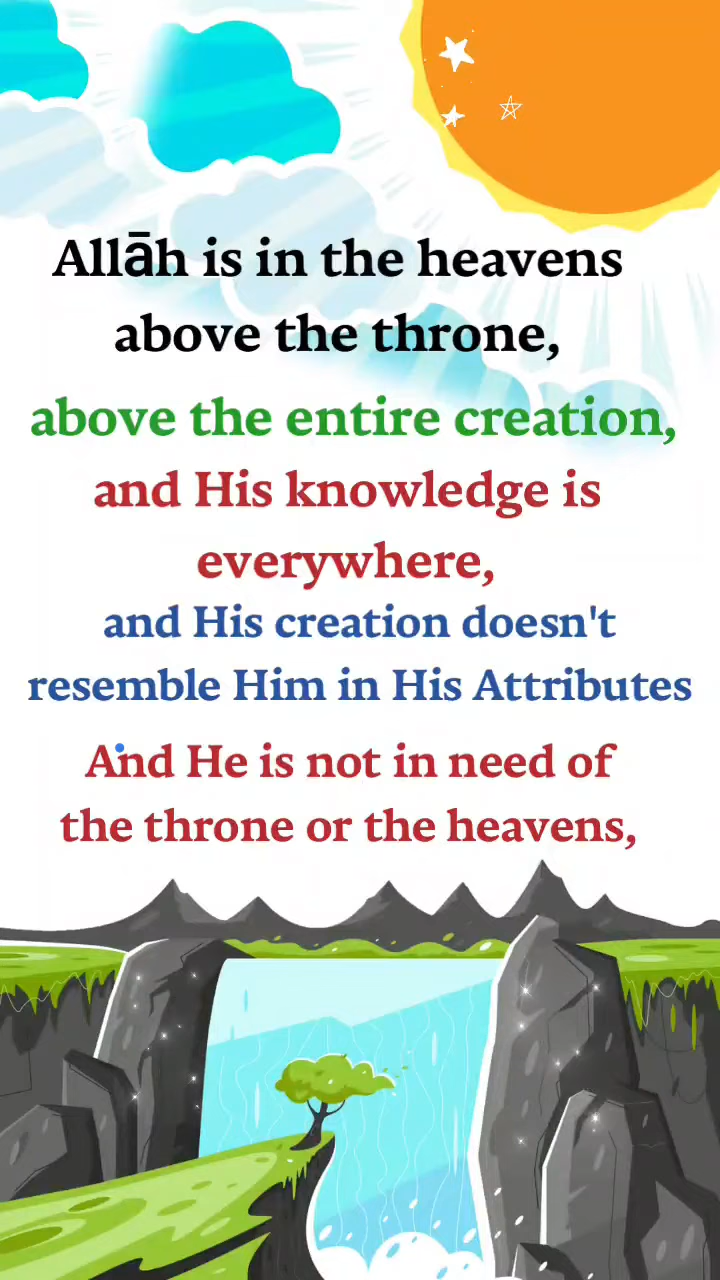 Allāh is in the heavens
above the throne,
above the entire creation,
and His knowledge is
everywhere,
and His creation doesn't
resemble Him in His Attributes
And He is not in need of
the throne or the heavens,